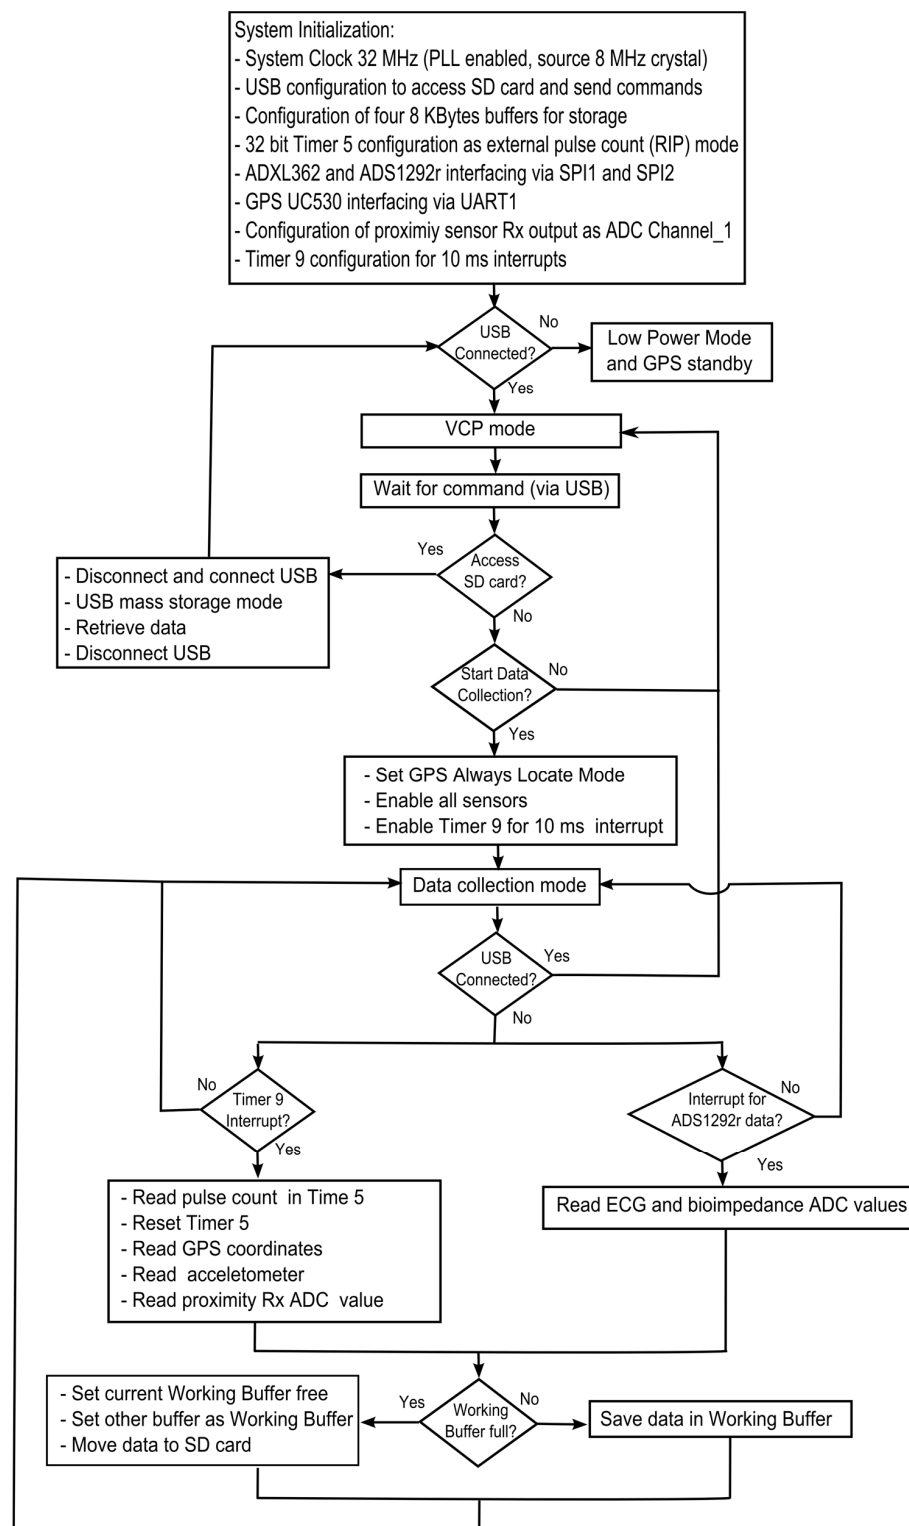 System Initialization:
- System Clock 32 MHz (PLL enabled, source 8 MHz crystal)
- USB configuration to access SD card and send commands
- Configuration of four 8 KBytes buffers for storage
- 32 bit Timer 5 configuration as external pulse count (RIP) mode
- ADXL362 and ADS1292r interfacing via SPI1 and SPI2
- GPS UC530 interfacing via UART1
- Configuration of proximiy sensor Rx output as ADC Channel_1
- Timer 9 configuration for 10 ms interrupts
USB
Connected?
No
Low Power Mode
and GPS standby
Yes
VCP mode
Wait for command (via USB)
Yes
Access
SD card?
- Disconnect and connect USB
- USB mass storage mode
- Retrieve data
- Disconnect USB
No
Start Data
Collection?
No
Yes
- Set GPS Always Locate Mode
- Enable all sensors
- Enable Timer 9 for 10 ms interrupt
Data collection mode
USB
Connected?
Yes
No
No
Timer 9
Interrupt?
Yes
Interrupt for
ADS1292r data?
No
Yes
- Read pulse count in Time 5
- Reset Timer 5
- Read GPS coordinates
- Read acceletometer
- Read proximity Rx ADC value
Read ECG and bioimpedance ADC values
- Set current Working Buffer free
- Set other buffer as Working Buffer
- Move data to SD card
Yes
Working
Buffer full?
No
Save data in Working Buffer